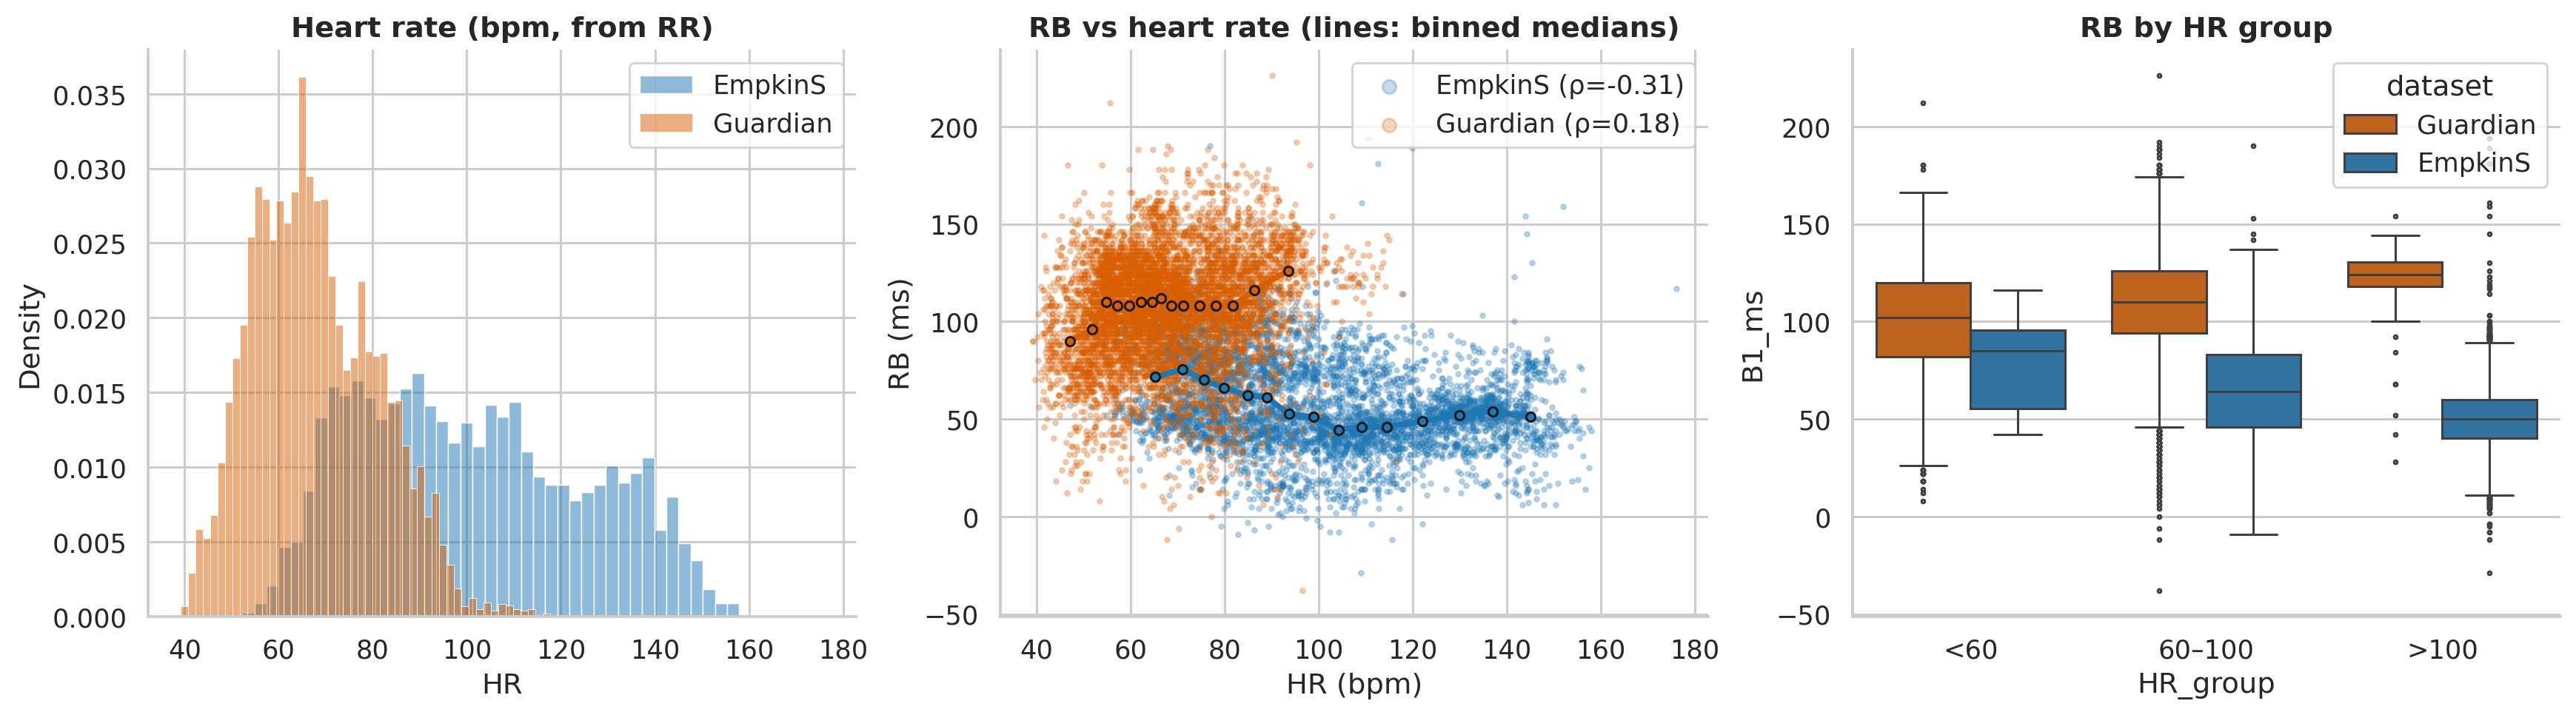 Heart rate (bpm, from RR)
EmpkinS
Guardian
Density
0.035
0.030
0.025
0.020
0.015
0.010
0.005
0.000
40 60 80 100 120 140 160 180
HR
RB vs heart rate (lines: binned medians)
EmpkinS (ρ=-0.31)
Guardian (ρ=0.18)
RB (ms)
200
150
100
50
0
−50
40 60 80 100 120 140 160 180
HR (bpm)
RB by HR group
dataset
Guardian
EmpkinS
B1_ms
200
150
100
50
0
−50
<60 60–100 >100
HR_group